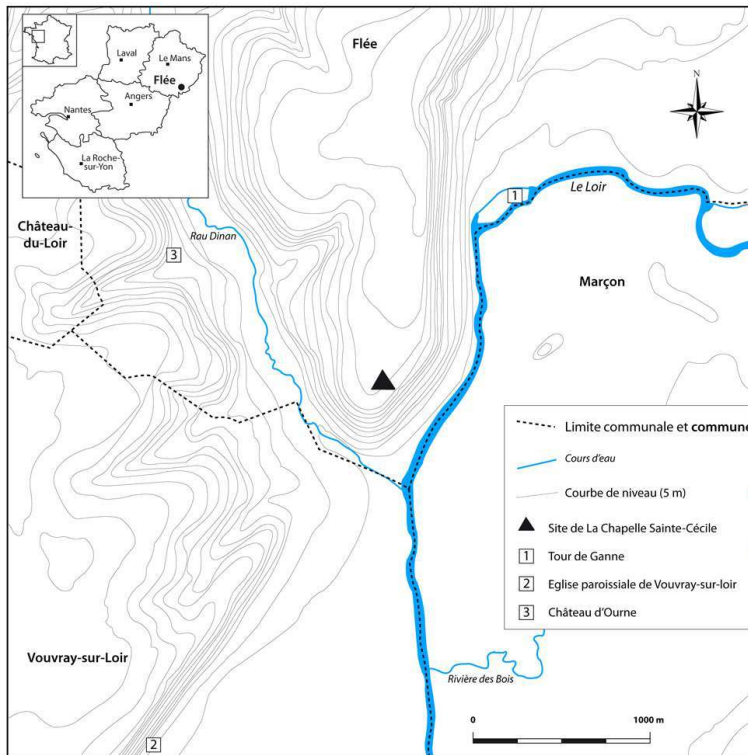 Laval
Le Mans
Flée
Angers
Nantes
La Roche-
sur-Yon
Flée
N
1
Le Loir
Château-
du-Loir
Rau Dinan
3
Marçon
Limite communale et commune
Cours d'eau
Courbe de niveau (5 m)
Site de La Chapelle Sainte-Cécile
1 Tour de Ganne
2 Eglise paroissiale de Vouvray-sur-loir
3 Château d'Ourne
Vouvray-sur-Loir
Rivière des Bois
2
0 1000 m